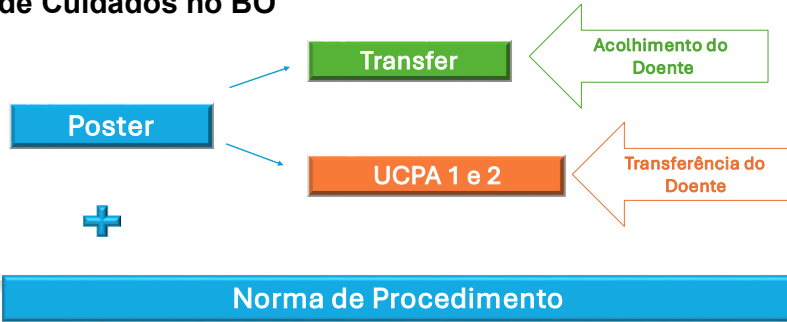 de Cuidados no BO
Transfer
Acolhimento do
Doente
Poster
UCPA 1 e 2
Transferência do
Doente
Norma de Procedimento